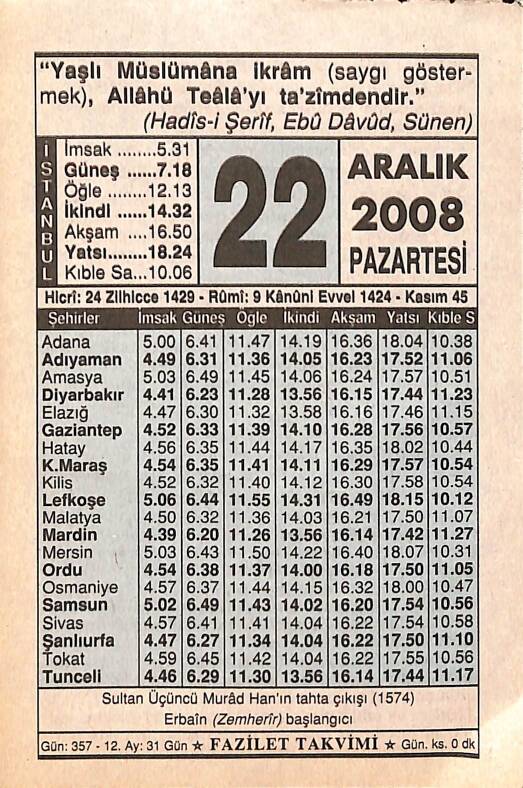 “Yaşlı Müslümâna ikrâm (saygı göster-
mek), Allâhü Teâlâ’yı ta’zîmdendir.”
(Hadîs-i Şerîf, Ebû Dâvûd, Sünen)
İSTANBUL
İmsak ........5.31
Güneş ......7.18
Öğle ........12.13
İkindi ......14.32
Akşam ....16.50
Yatsı........18.24
Kıble Sa...10.06
22
ARALIK
2008
PAZARTESİ
Hicrî: 24 Zilhicce 1429 - Rûmî: 9 Kânûni Evvel 1424 - Kasım 45
Şehirler İmsak Güneş Öğle İkindi Akşam Yatsı Kıble S
Adana 5.00 6.41 11.47 14.19 16.36 18.04 10.38
Adıyaman 4.49 6.31 11.36 14.05 16.23 17.52 11.06
Amasya 5.03 6.49 11.45 14.06 16.24 17.57 10.51
Diyarbakır 4.41 6.23 11.28 13.56 16.15 17.44 11.23
Elazığ 4.47 6.30 11.32 13.58 16.16 17.46 11.15
Gaziantep 4.52 6.33 11.39 14.10 16.28 17.56 10.57
Hatay 4.56 6.35 11.44 14.17 16.35 18.02 10.44
K.Maraş 4.54 6.35 11.41 14.11 16.29 17.57 10.54
Kilis 4.52 6.32 11.40 14.12 16.30 17.58 10.54
Lefkoşe 5.06 6.44 11.55 14.31 16.49 18.15 10.12
Malatya 4.50 6.32 11.36 14.03 16.21 17.50 11.07
Mardin 4.39 6.20 11.26 13.56 16.14 17.42 11.27
Mersin 5.03 6.43 11.50 14.22 16.40 18.07 10.31
Ordu 4.54 6.38 11.37 14.00 16.18 17.50 11.05
Osmaniye 4.57 6.37 11.44 14.15 16.32 18.00 10.47
Samsun 5.02 6.49 11.43 14.02 16.20 17.54 10.56
Sivas 4.57 6.41 11.41 14.04 16.22 17.54 10.58
Şanlıurfa 4.47 6.27 11.34 14.04 16.22 17.50 11.10
Tokat 4.59 6.45 11.42 14.04 16.22 17.55 10.56
Tunceli 4.46 6.29 11.30 13.56 16.14 17.44 11.17
Sultan Üçüncü Murâd Han’ın tahta çıkışı (1574)
Erbaîn (Zemherîr) başlangıcı
Gün: 357 - 12. Ay: 31 Gün ★ FAZİLET TAKVİMİ ★ Gün. ks. 0 dk